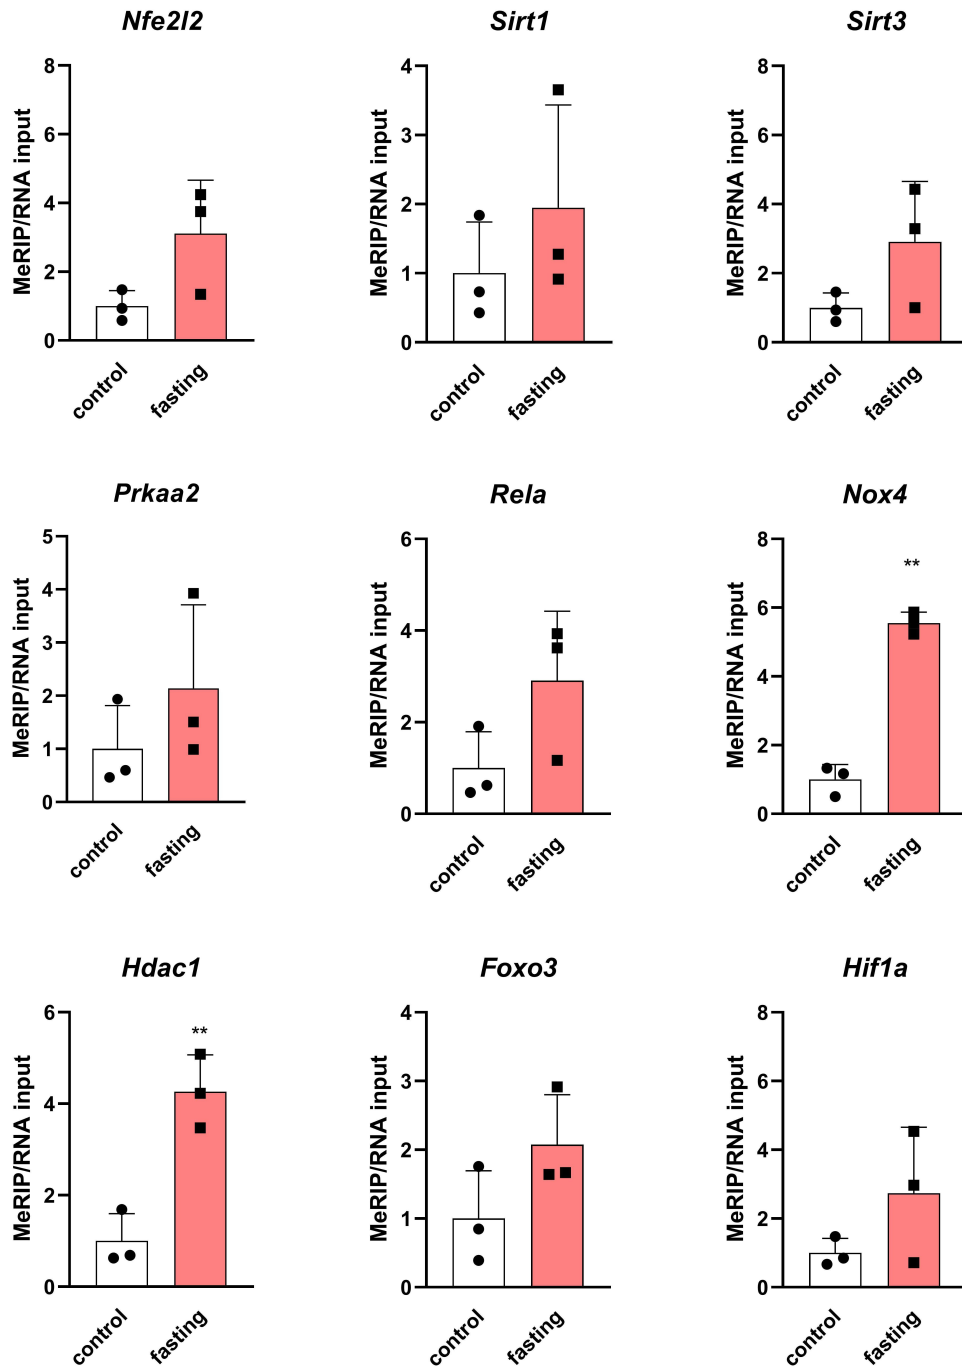 Nfe2l2
MeRIP/RNA input
8
6
4
2
0
control
fasting
Sirt1
MeRIP/RNA input
4
3
2
1
0
control
fasting
Sirt3
MeRIP/RNA input
8
6
4
2
0
control
fasting
Prkaa2
MeRIP/RNA input
5
4
3
2
1
0
control
fasting
Rela
MeRIP/RNA input
6
4
2
0
control
fasting
Nox4
MeRIP/RNA input
8
6
4
2
0
**
control
fasting
Hdac1
MeRIP/RNA input
6
4
2
0
**
control
fasting
Foxo3
MeRIP/RNA input
4
3
2
1
0
control
fasting
Hif1a
MeRIP/RNA input
8
6
4
2
0
control
fasting